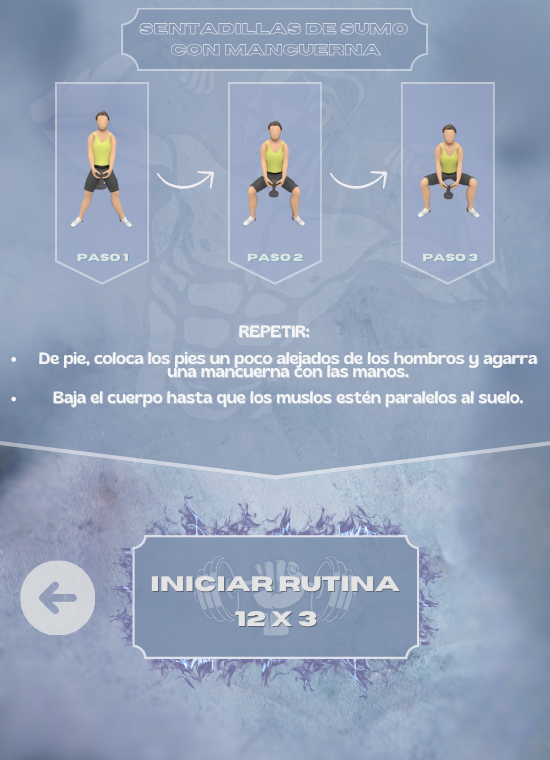 SENTADILLAS DE SUMO
CON MANCUERNA
PASO 1
PASO 2
PASO 3
REPETIR:
• De pie, coloca los pies un poco alejados de los hombros y agarra
una mancuerna con las manos.
• Baja el cuerpo hasta que los muslos estén paralelos al suelo.
INICIAR RUTINA
12 X 3